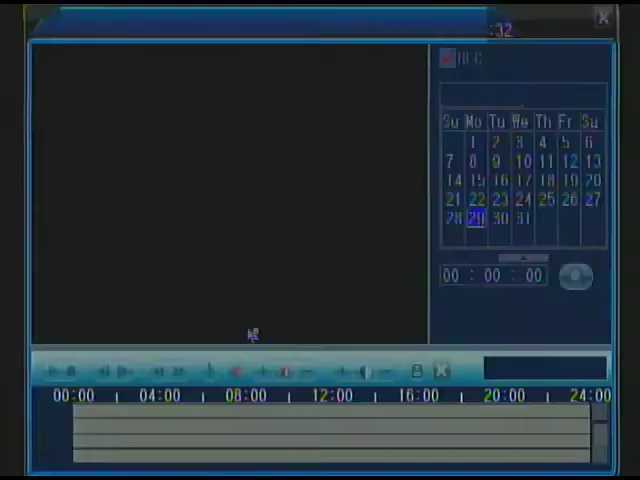 :32
REC
Su Mo Tu We Th Fr Su
1 2 3 4 5 6
7 8 9 10 11 12 13
14 15 16 17 18 19 20
21 22 23 24 25 26 27
28 29 30 31
00 : 00 : 00
00:00 04:00 08:00 12:00 16:00 20:00 24:00